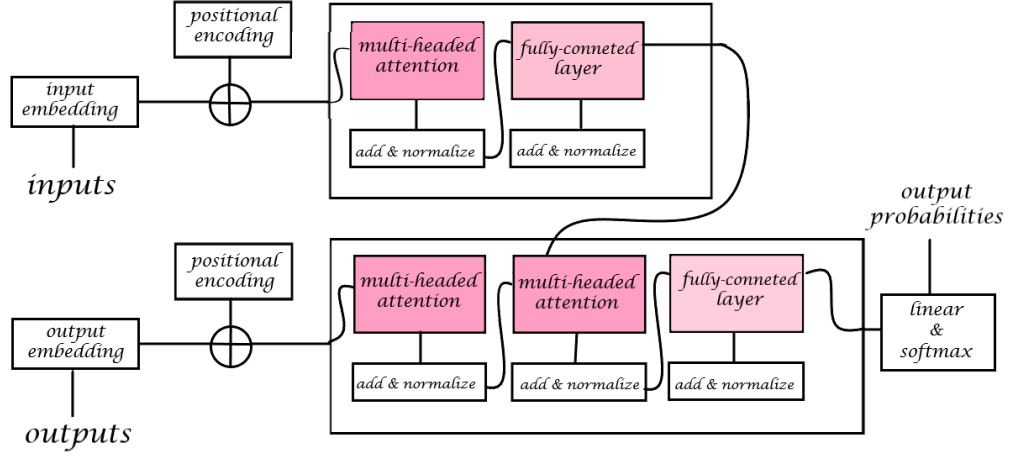 positional
encoding
input
embedding
inputs
multi-headed
attention
add & normalize
fully-conneted
layer
add & normalize
positional
encoding
output
embedding
outputs
multi-headed
attention
add & normalize
multi-headed
attention
add & normalize
fully-conneted
layer
add & normalize
output
probabilities
linear
&
softmax